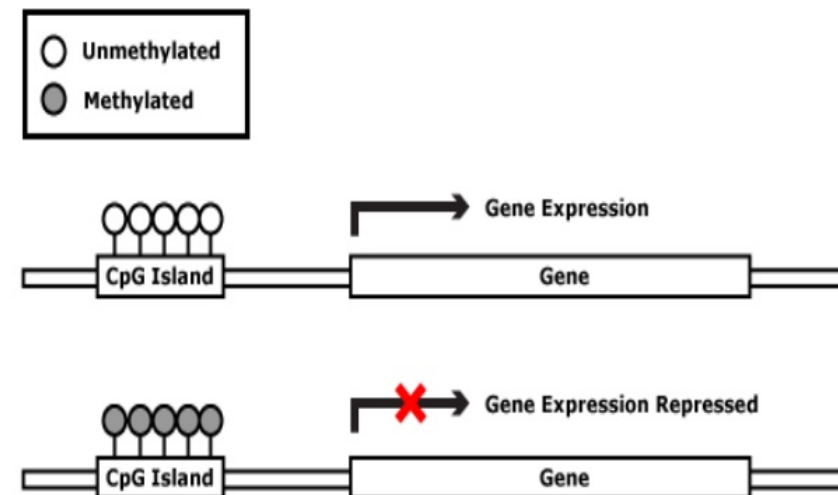 Unmethylated
Methylated
Gene Expression
CpG Island
Gene
Gene Expression Repressed
CpG Island
Gene